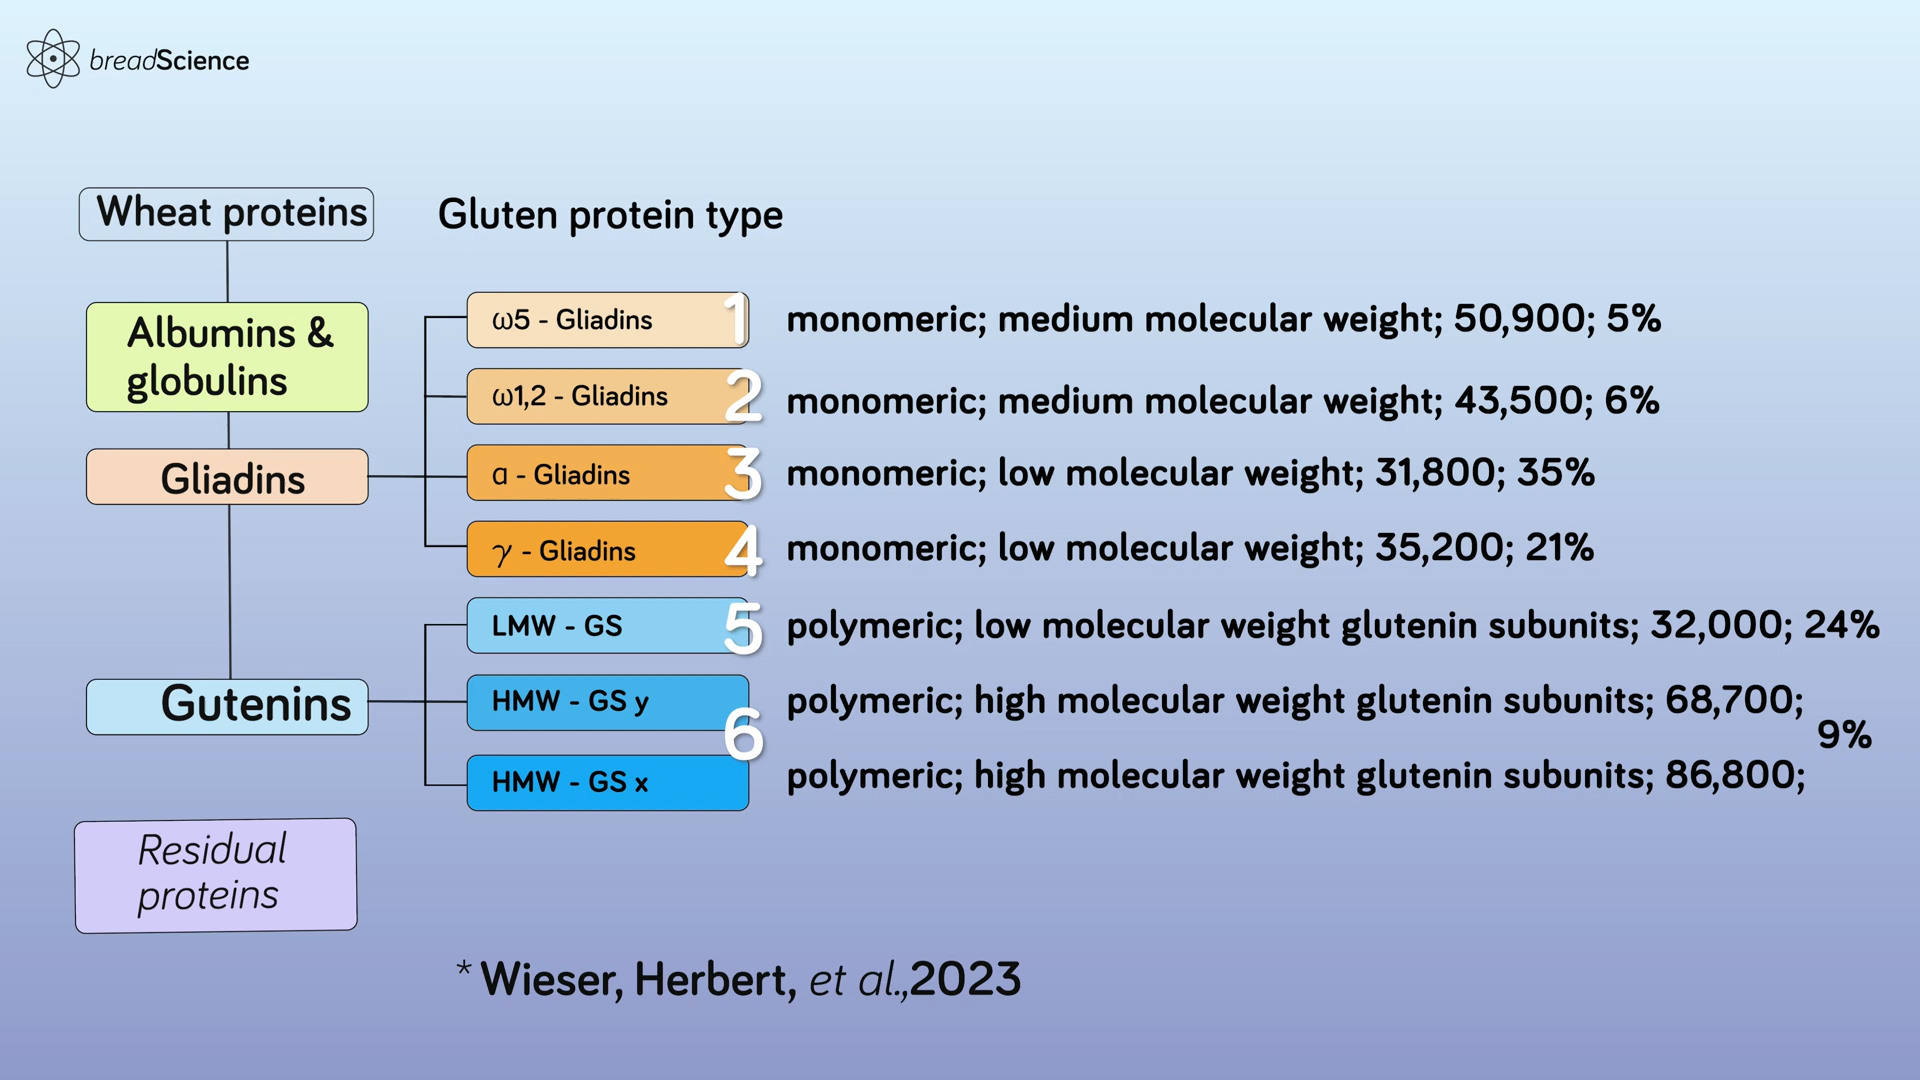 breadScience
Wheat proteins
Gluten protein type
Albumins &
globulins
Gliadins
Gutenins
Residual
proteins
ω5 - Gliadins 1 monomeric; medium molecular weight; 50,900; 5%
ω1,2 - Gliadins 2 monomeric; medium molecular weight; 43,500; 6%
α - Gliadins 3 monomeric; low molecular weight; 31,800; 35%
γ - Gliadins 4 monomeric; low molecular weight; 35,200; 21%
LMW - GS 5 polymeric; low molecular weight glutenin subunits; 32,000; 24%
HMW - GS y polymeric; high molecular weight glutenin subunits; 68,700;
6 9%
HMW - GS x polymeric; high molecular weight glutenin subunits; 86,800;
* Wieser, Herbert, et al.,2023